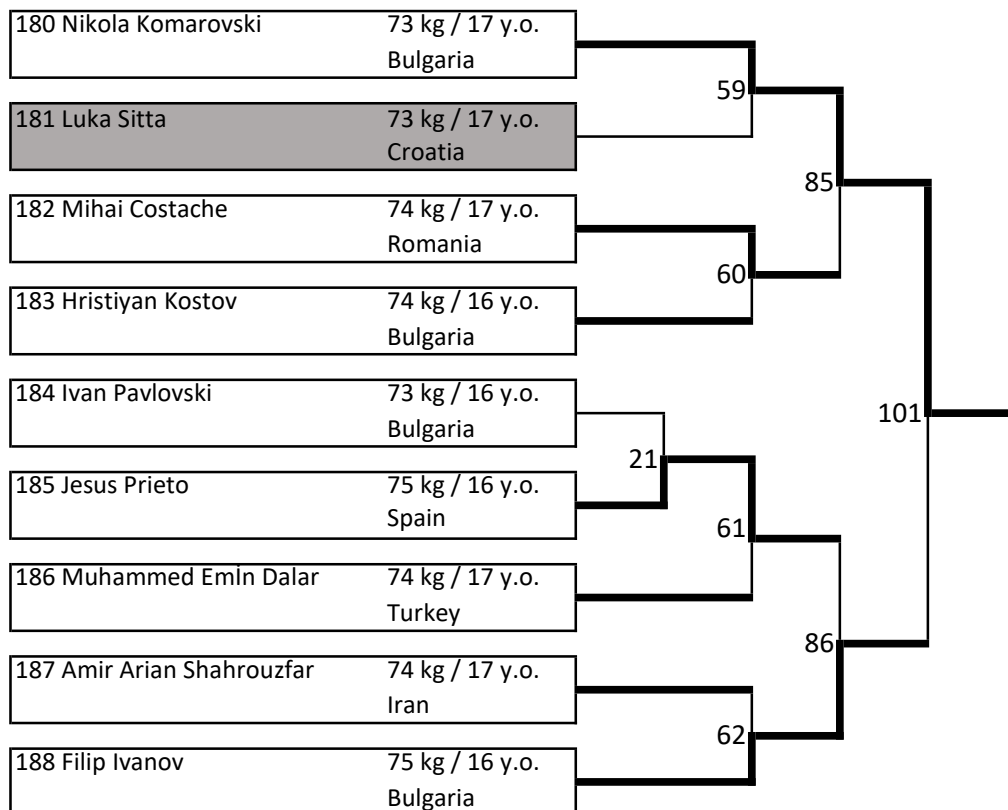 180 Nikola Komarovski 73 kg / 17 y.o.
Bulgaria
59
181 Luka Sitta 73 kg / 17 y.o.
Croatia
85
182 Mihai Costache 74 kg / 17 y.o.
Romania
60
183 Hristiyan Kostov 74 kg / 16 y.o.
Bulgaria
184 Ivan Pavlovski 73 kg / 16 y.o.
Bulgaria
101
21
185 Jesus Prieto 75 kg / 16 y.o.
Spain
61
186 Muhammed Emİn Dalar 74 kg / 17 y.o.
Turkey
86
187 Amir Arian Shahrouzfar 74 kg / 17 y.o.
Iran
62
188 Filip Ivanov 75 kg / 16 y.o.
Bulgaria